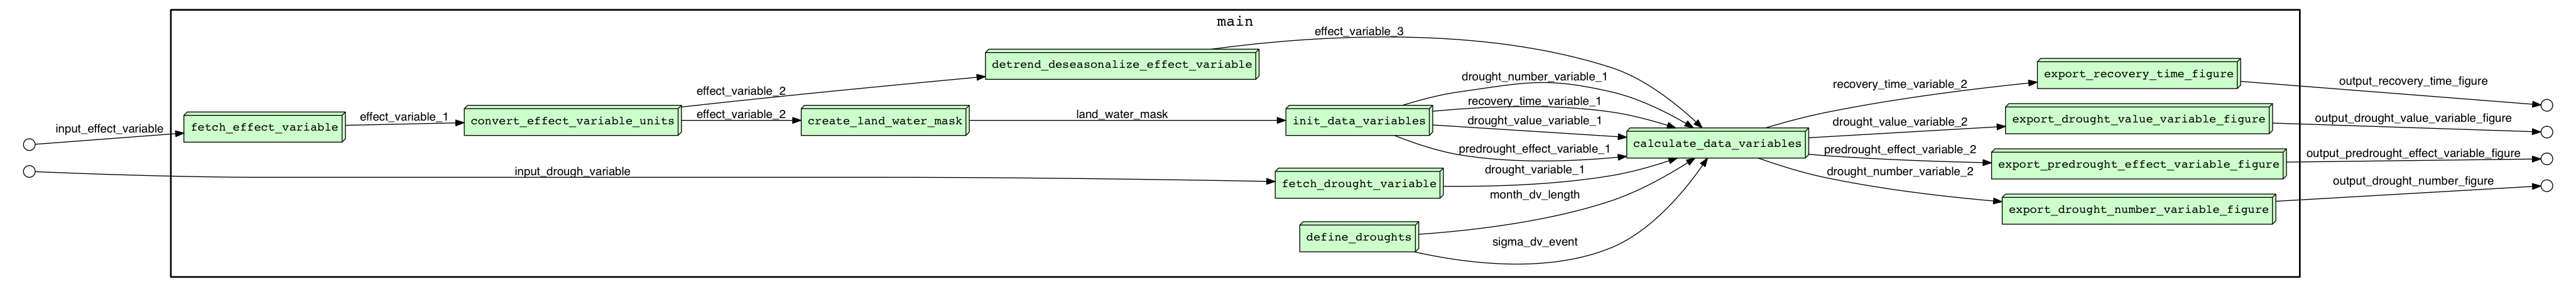 main
input_effect_variable
fetch_effect_variable
effect_variable_1
convert_effect_variable_units
effect_variable_2
effect_variable_2
detrend_deseasonalize_effect_variable
create_land_water_mask
effect_variable_3
land_water_mask
input_drough_variable
init_data_variables
fetch_drought_variable
define_droughts
drought_number_variable_1
recovery_time_variable_1
drought_value_variable_1
predrought_effect_variable_1
drought_variable_1
month_dv_length
sigma_dv_event
calculate_data_variables
recovery_time_variable_2
drought_value_variable_2
predrought_effect_variable_2
drought_number_variable_2
export_recovery_time_figure
export_drought_value_variable_figure
export_predrought_effect_variable_figure
export_drought_number_variable_figure
output_recovery_time_figure
output_drought_value_variable_figure
output_predrought_effect_variable_figure
output_drought_number_figure